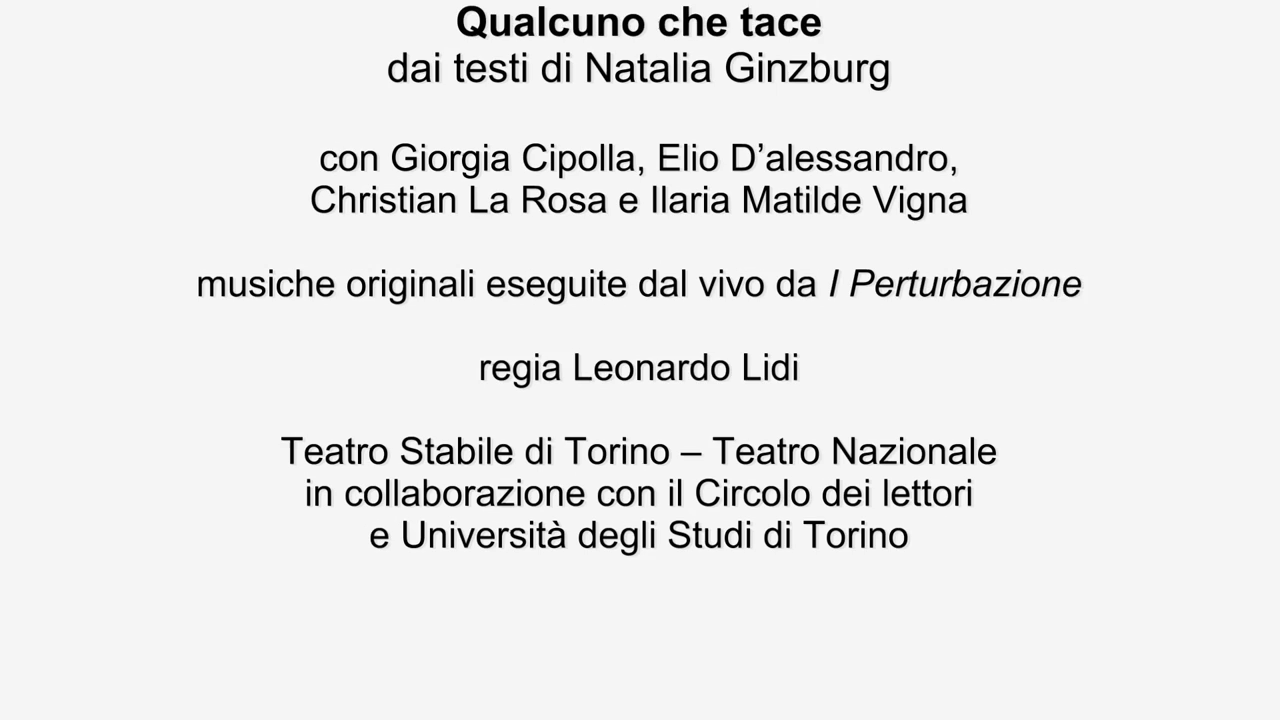 Qualcuno che tace
dai testi di Natalia Ginzburg
con Giorgia Cipolla, Elio D’alessandro,
Christian La Rosa e Ilaria Matilde Vigna
musiche originali eseguite dal vivo da I Perturbazione
regia Leonardo Lidi
Teatro Stabile di Torino – Teatro Nazionale
in collaborazione con il Circolo dei lettori
e Università degli Studi di Torino